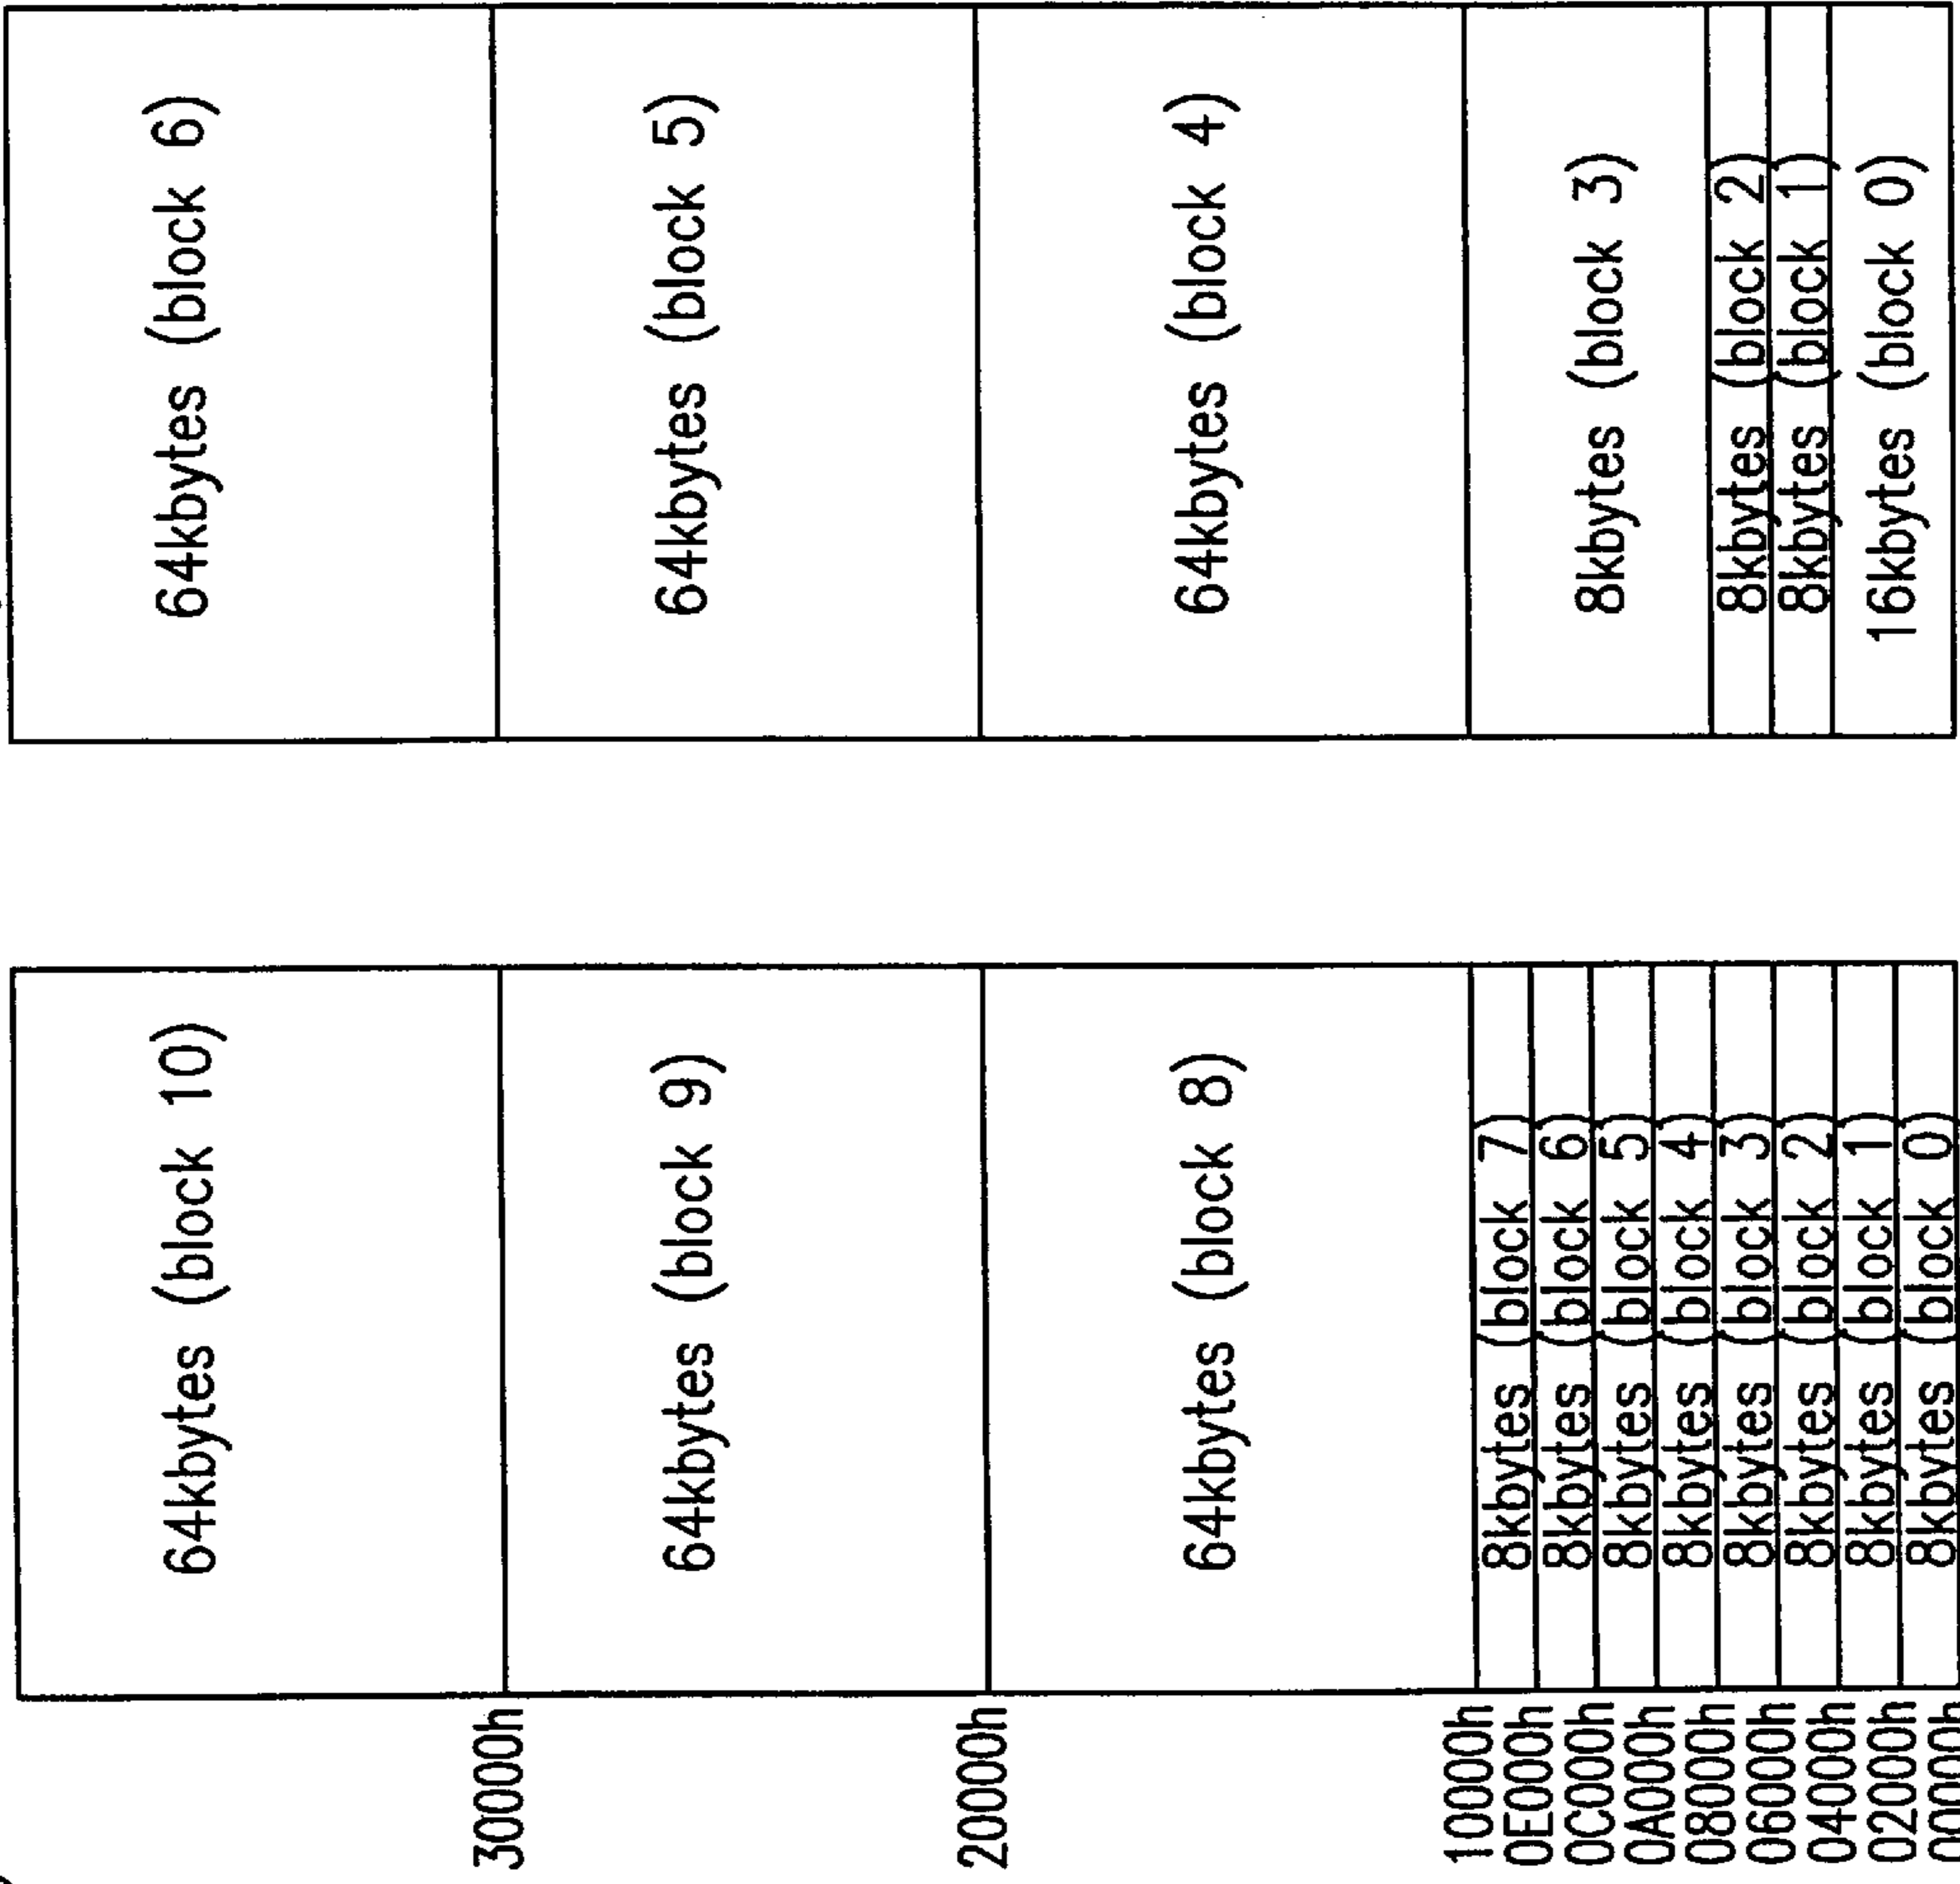 30000h
20000h
10000h
0E000h
0C000h
0A000h
08000h
06000h
04000h
02000h
00000h
64kbytes (block 10)
64kbytes (block 9)
64kbytes (block 8)
8kbytes (block 7)
8kbytes (block 6)
8kbytes (block 5)
8kbytes (block 4)
8kbytes (block 3)
8kbytes (block 2)
8kbytes (block 1)
8kbytes (block 0)
64kbytes (block 6)
64kbytes (block 5)
64kbytes (block 4)
8kbytes (block 3)
8kbytes (block 2)
8kbytes (block 1)
16kbytes (block 0)